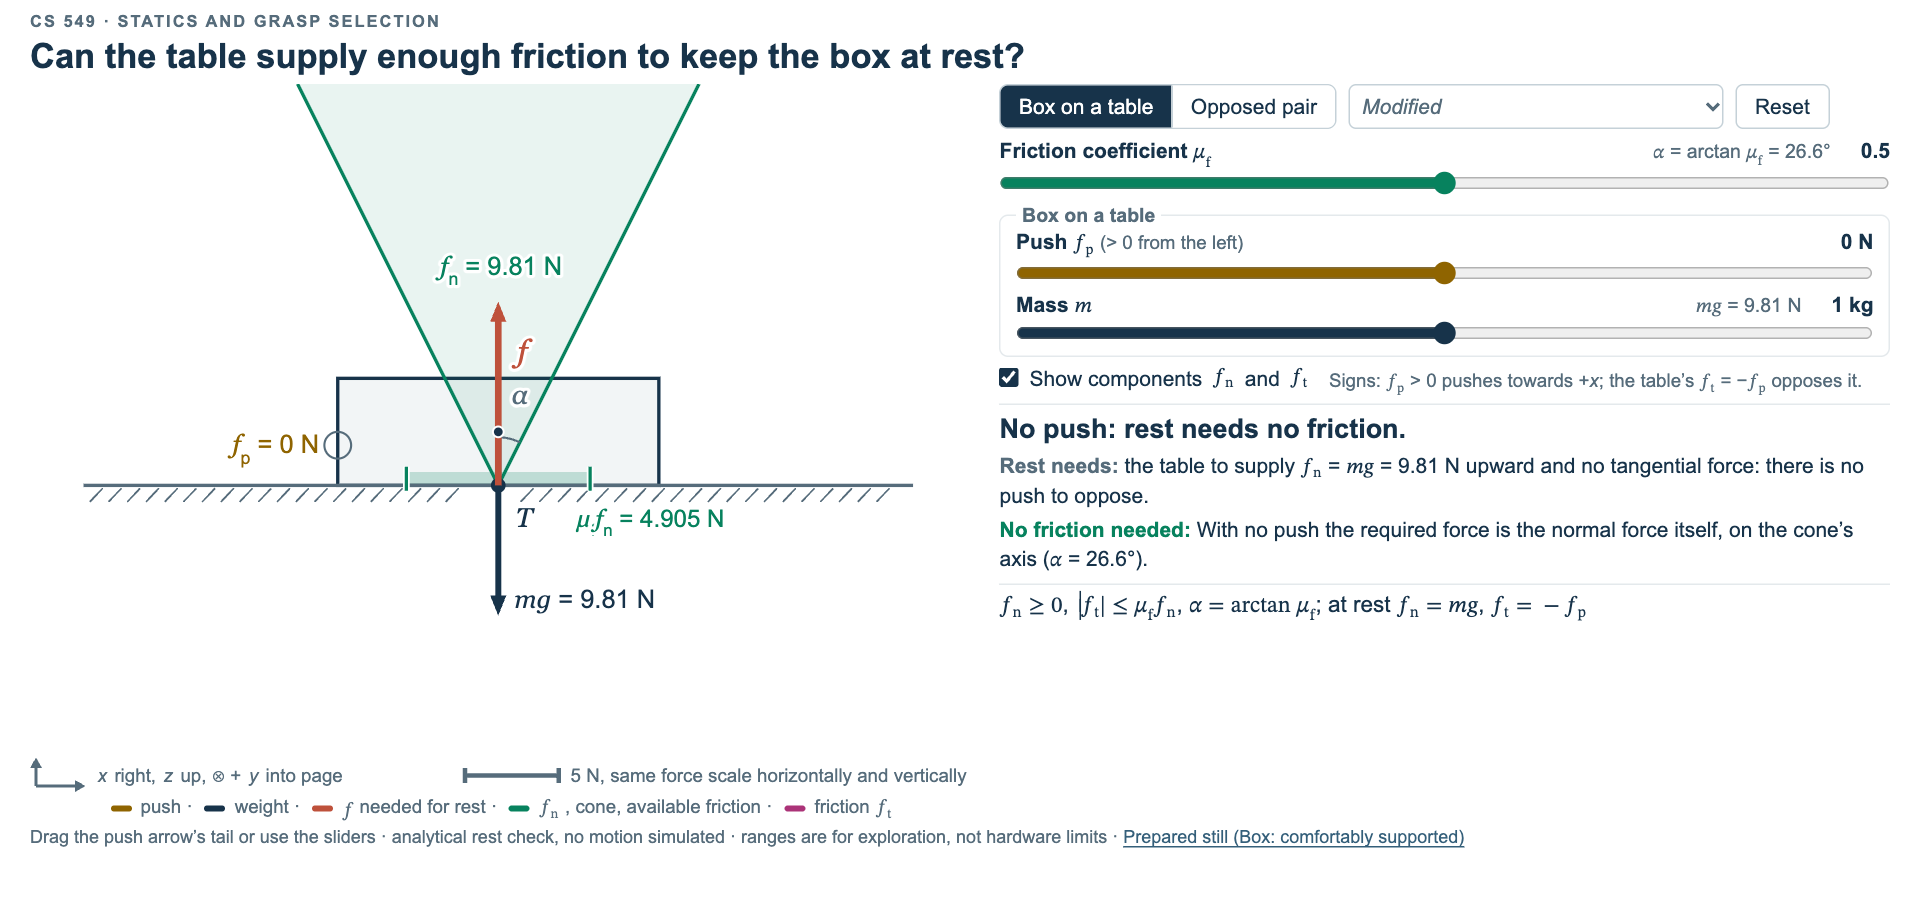 CS 549 · STATICS AND GRASP SELECTION
Can the table supply enough friction to keep the box at rest?
Box on a table
Opposed pair
Modified
Reset
Friction coefficient μf
α = arctan μf = 26.6°
0.5
Box on a table
Push fp (> 0 from the left)
0 N
Mass m
mg = 9.81 N
1 kg
Show components fn and ft
Signs: fp > 0 pushes towards +x; the table’s ft = −fp opposes it.
No push: rest needs no friction.
Rest needs: the table to supply fn = mg = 9.81 N upward and no tangential force: there is no
push to oppose.
No friction needed: With no push the required force is the normal force itself, on the cone’s
axis (α = 26.6°).
fn ≥ 0, |ft| ≤ μf fn, α = arctan μf; at rest fn = mg, ft = − fp
fn = 9.81 N
f
α
fp = 0 N
T
μf fn = 4.905 N
mg = 9.81 N
x right, z up, ⊗ + y into page
5 N, same force scale horizontally and vertically
push · weight · f needed for rest · fn , cone, available friction · friction ft
Drag the push arrow’s tail or use the sliders · analytical rest check, no motion simulated · ranges are for exploration, not hardware limits · Prepared still (Box: comfortably supported)